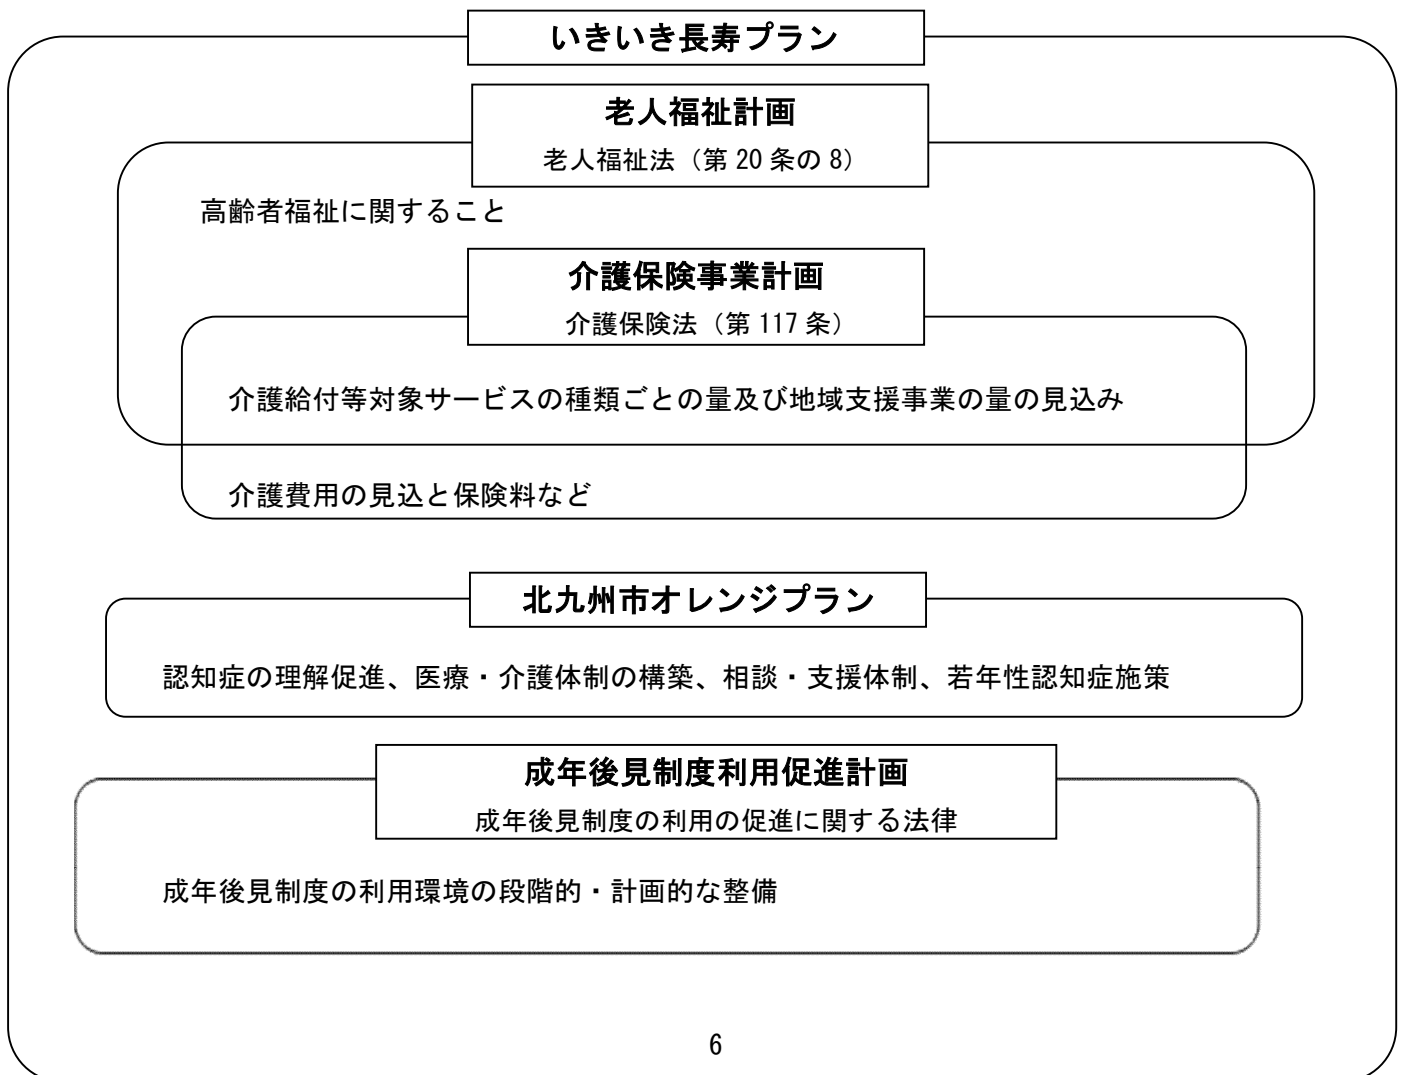 いきいき長寿プラン
老人福祉計画
老人福祉法（第 20 条の 8）
高齢者福祉に関すること
介護保険事業計画
介護保険法（第 117 条）
介護給付等対象サービスの種類ごとの量及び地域支援事業の量の見込み
介護費用の見込と保険料など
北九州市オレンジプラン
認知症の理解促進、医療・介護体制の構築、相談・支援体制、若年性認知症施策
成年後見制度利用促進計画
成年後見制度の利用の促進に関する法律
成年後見制度の利用環境の段階的・計画的な整備
6